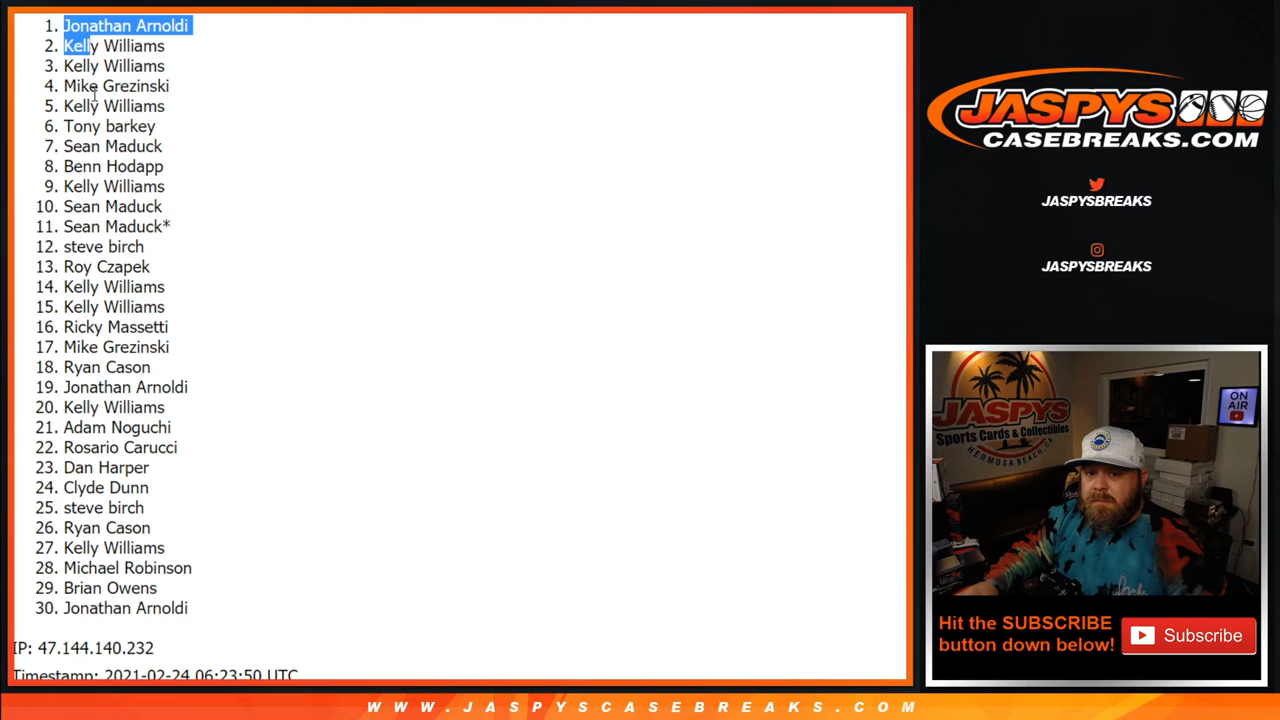 1. Jonathan Arnoldi
2. Kelly Williams
3. Kelly Williams
4. Mike Grezinski
5. Kelly Williams
6. Tony barkey
7. Sean Maduck
8. Benn Hodapp
9. Kelly Williams
10. Sean Maduck
11. Sean Maduck*
12. steve birch
13. Roy Czapek
14. Kelly Williams
15. Kelly Williams
16. Ricky Massetti
17. Mike Grezinski
18. Ryan Cason
19. Jonathan Arnoldi
20. Kelly Williams
21. Adam Noguchi
22. Rosario Carucci
23. Dan Harper
24. Clyde Dunn
25. steve birch
26. Ryan Cason
27. Kelly Williams
28. Michael Robinson
29. Brian Owens
30. Jonathan Arnoldi
IP: 47.144.140.232
Timestamp: 2021-02-24 06:23:50 UTC
JASPYS
CASEBREAKS.COM
JASPYSBREAKS
JASPYSBREAKS
JASPYS
Sports Cards & Collectibles
HERMOSA BEACH, CA
ON
AIR
Hit the SUBSCRIBE
button down below!
Subscribe
WWW.JASPYSCASEBREAKS.COM